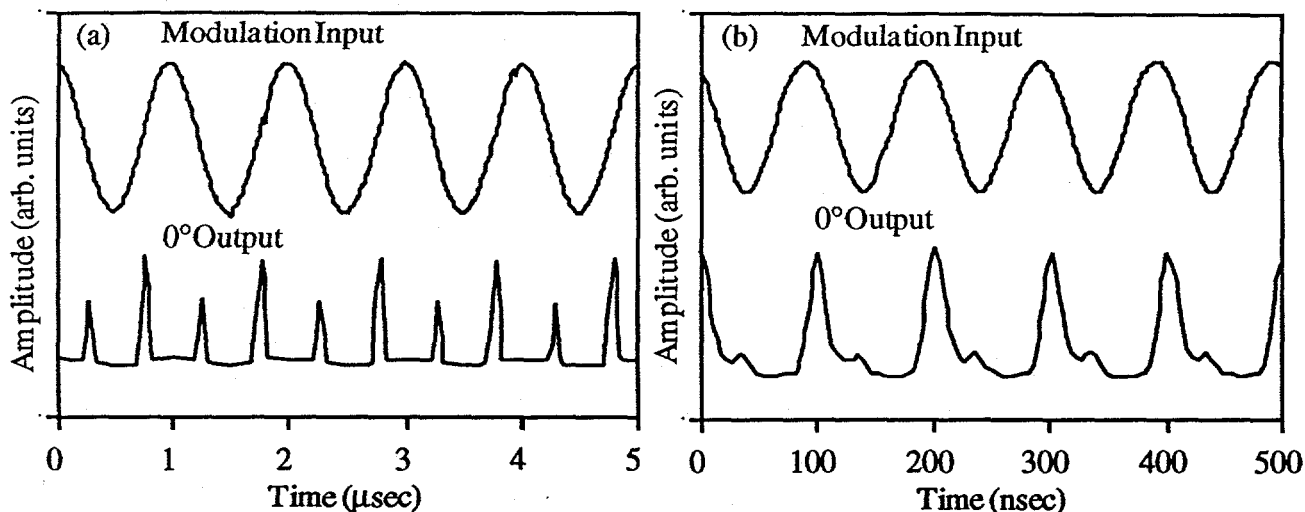 (a) Modulation Input
Amplitude (arb. units)
0° Output
0 1 2 3 4 5
Time (μsec)
(b) Modulation Input
Amplitude (arb. units)
0° Output
0 100 200 300 400 500
Time (nsec)